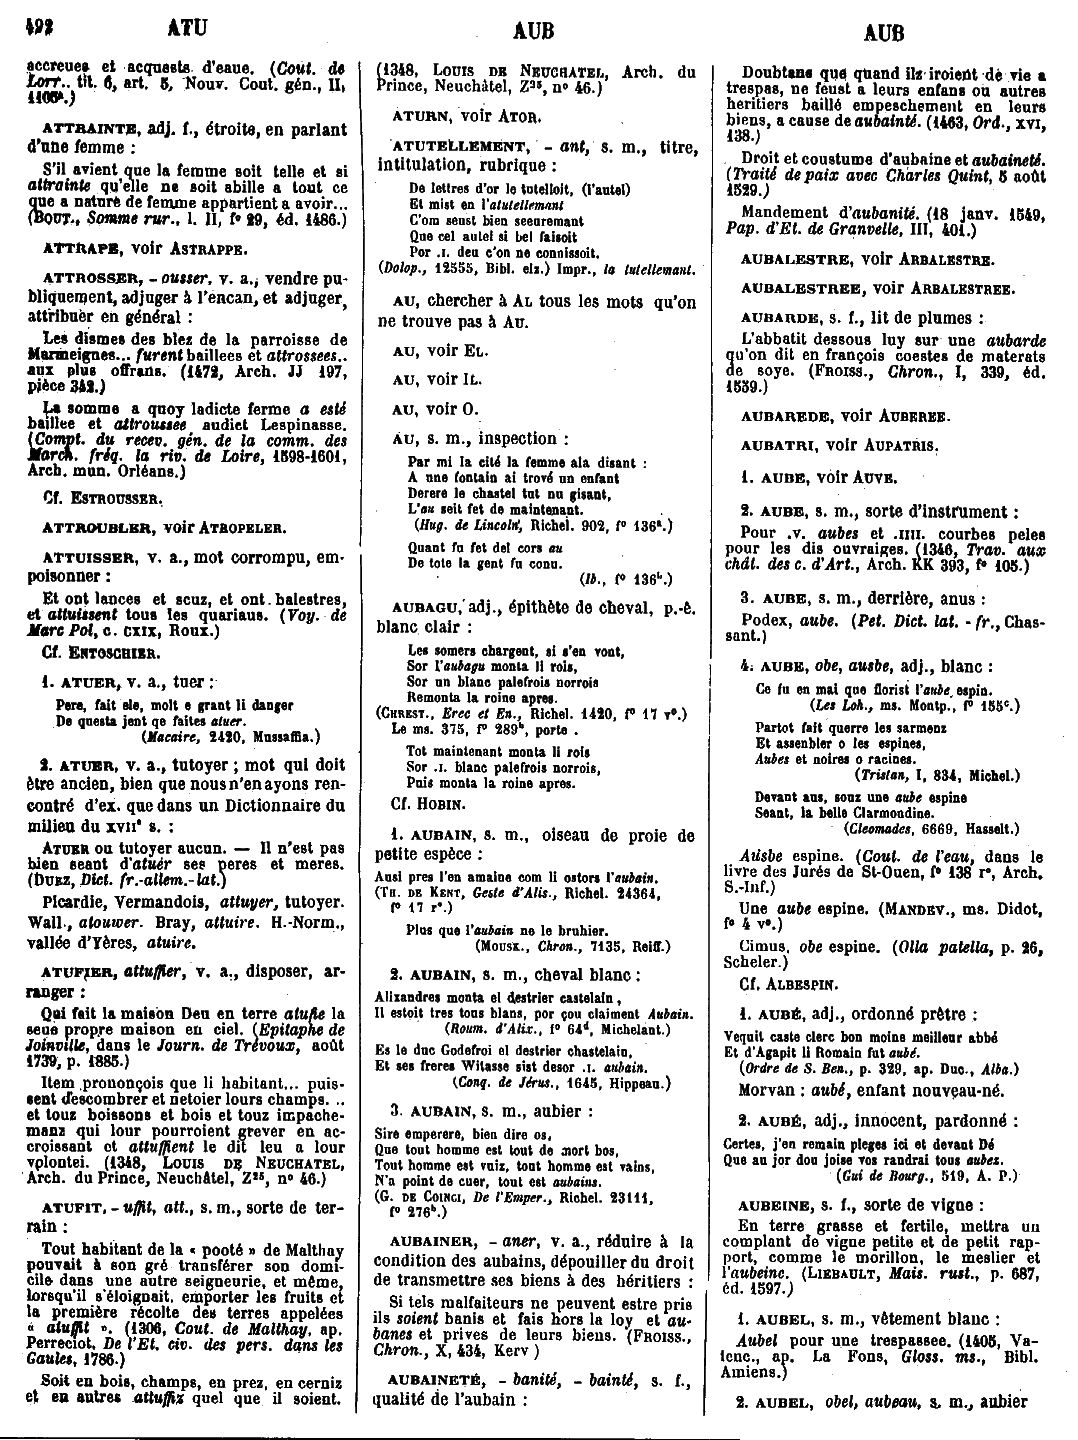 492 ATU AUB AUB
accreues et acquests d'eaue. (Cout. de
Lorr., tit. 6, art. 5, Nouv. Cout. gén., II,
ATTRAINTE, adj. f., étroite, en parlant
d'une femme :
S'il avient que la femme soit telle et si
attrainte qu'elle ne soit abille a tout ce
que a nature de femme appartient a avoir...
(BOUT., Somme rur., l. II, fº 29, éd. 1486.)
ATTRAPE, voir ASTRAPPE.
ATTROSSER, - ousser, v. a., vendre pu-
bliquement, adjuger à l'encan, et adjuger,
attribuer en général :
Les dismes des blez de la parroisse de
Marmeignes... furent baillees et attrossees..
aux plus offrans. (1472, Arch. JJ 197,
pièce 342.)
La somme a quoy ladicte ferme a esté
baillee et attroussee audict Lespinasse.
(Compt. du recev. gén. de la comm. des
March. fréq. la riv. de Loire, 1598-1601,
Arch. mun. Orléans.)
Cf. ESTROUSSER.
ATTROUBLER, voir ATROPELER.
ATTUISSER, v. a., mot corrompu, em-
poisonner :
Et ont lances et scuz, et ont balestres,
et attuissent tous les quariaus. (Voy. de
Marc Pol, c. CXIX, Roux.)
Cf. ENTOSCHIER.
1. ATUER, v. a., tuer :
Pere, fait ele, molt e grant li danger
De questa jent qe faites atuer.
(Macaire, 2420, Mussaffia.)
2. ATUER, v. a., tutoyer ; mot qui doit
être ancien, bien que nous n'en ayons ren-
contré d'ex. que dans un Dictionnaire du
milieu du XVIIᵉ s. :
ATUER ou tutoyer aucun. — Il n'est pas
bien seant d'atuér ses peres et meres.
(DUEZ, Dict. fr.-allem.-lat.)
Picardie, Vermandois, attuyer, tutoyer.
Wall., atouwer. Bray, attuire. H.-Norm.,
vallée d'Yères, atuire.
ATUFIER, attuffier, v. a., disposer, ar-
ranger :
Qui fait la maison Deu en terre atufie la
seue propre maison en ciel. (Epitaphe de
Joinville, dans le Journ. de Trévoux, août
1739, p. 1885.)
Item prononçois que li habitant... puis-
sent descombrer et netoier lours champs. ..
et touz boissons et bois et touz impache-
manz qui lour pourroient grever en ac-
croissant et attuffient le dit leu a lour
vplontei. (1348, LOUIS DE NEUCHATEL,
Arch. du Prince, Neuchâtel, Z²⁵, nº 46.)
ATUFIT, - uffit, att., s. m., sorte de ter-
rain :
Tout habitant de la « pooté » de Malthay
pouvait à son gré transférer son domi-
cile dans une autre seigneurie, et même,
lorsqu'il s'éloignait, emporter les fruits et
la première récolte des terres appelées
« atuffit ». (1306, Cout. de Malthay, ap.
Perreciot, De l'Et. civ. des pers. dans les
Gaules, 1786.)
Soit en bois, champs, en prez, en cerniz
et en autres attuffiz quel que il soient.
(1348, LOUIS DE NEUCHATEL, Arch. du
Prince, Neuchâtel, Z³⁵, nº 46.)
ATURN, voir ATOR.
ATUTELLEMENT, - ant, s. m., titre,
intitulation, rubrique :
De lettres d'or le tutelloit, (l'autel)
Et mist en l'atutellemant
C'om seust bien seeuremant
Que cel autel si bel faisoit
Por .I. deu c'on ne connissoit.
(Dolop., 12555, Bibl. elz.) Impr., la tutellemant.
AU, chercher à AL tous les mots qu'on
ne trouve pas à AU.
AU, voir EL.
AU, voir IL.
AU, voir O.
AU, s. m., inspection :
Par mi la cité la femme ala disant :
A une fontain ai trové un enfant
Derere le chastel tut nu gisant,
L'au seit fet de maintenant.
(Hug. de Lincoln, Richel. 902, fº 136ᵃ.)
Quant fu fet del cors au
De tote la gent fu conu.
(Ib., fº 136ᵇ.)
AUBAGU, adj., épithète de cheval, p.-ê.
blanc clair :
Les somers chargent, si s'en vont,
Sor l'aubagu monta li rois,
Sor un blanc palefrois norrois
Remonta la roine apres.
(CHREST., Erec et En., Richel. 1420, fº 17 vº.)
Le ms. 375, fº 289ᵇ, porte .
Tot maintenant monta li rois
Sor .I. blanc palefrois norrois,
Puis monta la roine apres.
Cf. HOBIN.
1. AUBAIN, s. m., oiseau de proie de
petite espèce :
Ausi pres l'en amaine com li ostors l'aubain.
(TH. DE KENT, Geste d'Alis., Richel. 24364,
fº 17 rº.)
Plus que l'aubain ne le bruhier.
(MOUSK., Chron., 7135, Reiff.)
2. AUBAIN, s. m., cheval blanc :
Alixandres monta el destrier castelain,
Il estoit tres tous blans, por çou claiment Aubain.
(Roum. d'Alix., fº 64ᵈ, Michelant.)
Es le duc Godefroi el destrier chastelain,
Et ses freres Witasse sist desor .I. aubain.
(Conq. de Jérus., 1645, Hippeau.)
3. AUBAIN, s. m., aubier :
Sire emperere, bien dire os,
Que tout homme est tout de mort bos,
Tout homme est vuiz, tout homme est vains,
N'a point de cuer, tout est aubains.
(G. DE COINCI, De l'Emper., Richel. 23111,
fº 276ᵇ.)
AUBAINER, - aner, v. a., réduire à la
condition des aubains, dépouiller du droit
de transmettre ses biens à des héritiers :
Si tels malfaiteurs ne peuvent estre pris
ils soient banis et fais hors la loy et au-
banes et prives de leurs biens. (FROISS.,
Chron., X, 434, Kerv )
AUBAINETÉ, - banité, - bainté, s. f.,
qualité de l'aubain :
Doubtans que quand ilz iroient de vie a
trespas, ne feust a leurs enfans ou autres
heritiers baillé empeschement en leurs
biens, a cause de aubainté. (1463, Ord., XVI,
138.)
Droit et coustume d'aubaine et aubaineté.
(Traité de paix avec Charles Quint, 5 août
1529.)
Mandement d'aubanité. (18 janv. 1549,
Pap. d'Et. de Granvelle, III, 401.)
AUBALESTRE, voir ARBALESTRE.
AUBALESTREE, voir ARBALESTREE.
AUBARDE, s. f., lit de plumes :
L'abbatit dessous luy sur une aubarde
qu'on dit en françois coestes de materats
de soye. (FROISS., Chron., I, 339, éd.
1559.)
AUBAREDE, voir AUBEREE.
AUBATRI, voir AUPATRIS.
1. AUBE, voir AUVE.
2. AUBE, s. m., sorte d'instrument :
Pour .V. aubes et .IIII. courbes peles
pour les dis ouvraiges. (1346, Trav. aux
chât. des c. d'Art., Arch. KK 393, fº 105.)
3. AUBE, s. m., derrière, anus :
Podex, aube. (Pet. Dict. lat. - fr., Chas-
sant.)
4. AUBE, obe, ausbe, adj., blanc :
Ce fu en mai que florist l'aube espin.
(Les Loh., ms. Montp., fº 155ᶜ.)
Partot fait querre les sarmenz
Et assenbler o les espines,
Aubes et noires o racines.
(Tristan, I, 834, Michel.)
Devant aus, souz une aube espine
Seant, la belle Clarmondine.
(Cleomades, 6669, Hasselt.)
Ausbe espine. (Cout. de l'eau, dans le
livre des Jurés de St-Ouen, fº 138 rº, Arch.
S.-Inf.)
Une aube espine. (MANDEV., ms. Didot,
fº 4 vº.)
Cimus, obe espine. (Olla patella, p. 26,
Scheler.)
Cf. ALBESPIN.
1. AUBÉ, adj., ordonné prêtre :
Vequit caste clerc bon moine meilleur abbé
Et d'Agapit li Romain fut aubé.
(Ordre de S. Ben., p. 329, ap. Duc., Alba.)
Morvan : aubé, enfant nouveau-né.
2. AUBÉ, adj., innocent, pardonné :
Certes, j'en remain pleges ici et devant Dé
Que au jor dou joise vos randrai tous aubez.
(Gui de Bourg., 519, A. P.)
AUBEINE, s. f., sorte de vigne :
En terre grasse et fertile, mettra un
complant de vigne petite et de petit rap-
port, comme le morillon, le meslier et
l'aubeine. (LIEBAULT, Mais. rust., p. 687,
éd. 1597.)
1. AUBEL, s. m., vêtement blanc :
Aubel pour une trespassee. (1405, Va-
lenc., ap. La Fons, Gloss. ms., Bibl.
Amiens.)
2. AUBEL, obel, aubeau, s. m., aubier